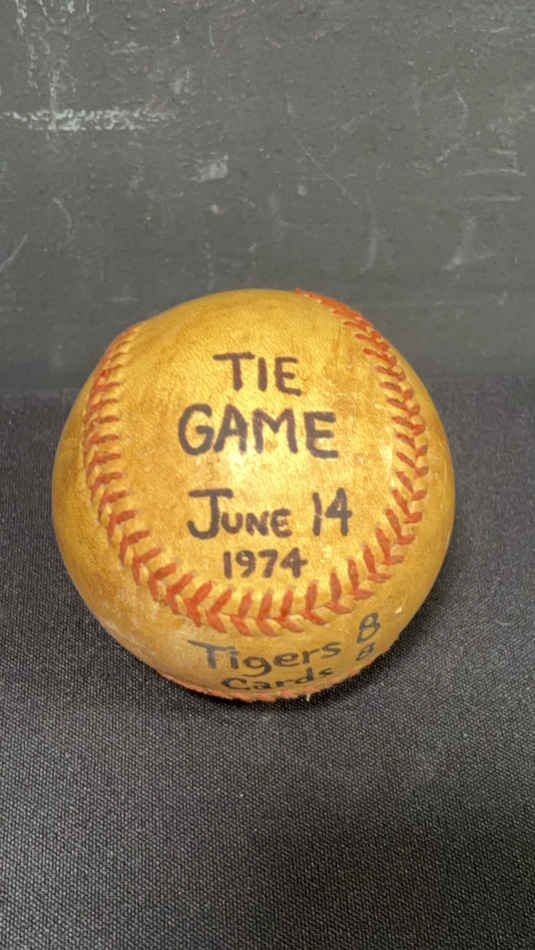 TIE
GAME
JUNE 14
1974
Tigers 8
Cards 8